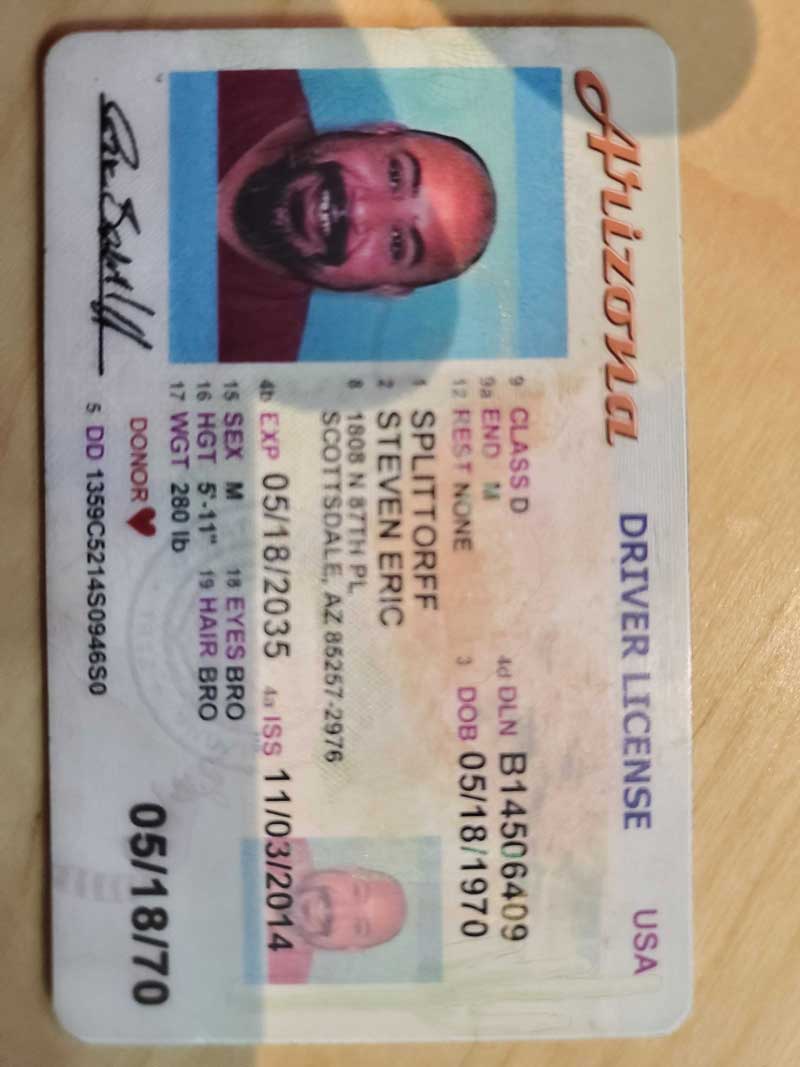 Arizona
DRIVER LICENSE USA
9 CLASS D
9a END M
12 REST NONE
4d DLN B14506409
3 DOB 05/18/1970
1 SPLITTORFF
2 STEVEN ERIC
8 1808 N 87TH PL
SCOTTSDALE, AZ 85257-2976
4b EXP 05/18/2035 4a ISS 11/03/2014
15 SEX M 18 EYES BRO
16 HGT 5'-11" 19 HAIR BRO
17 WGT 280 lb
DONOR
05/18/70
5 DD 1359C5214S0946S0